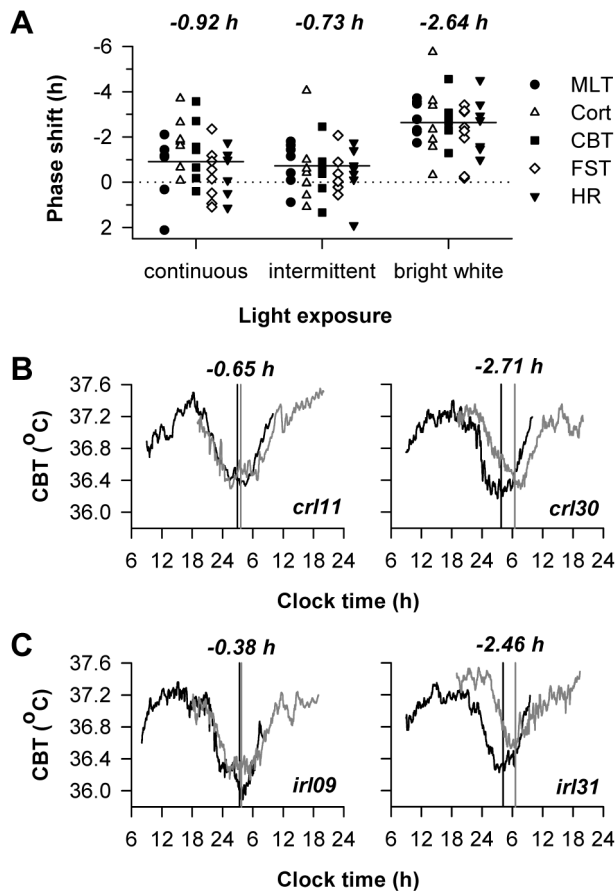 A
-0.92 h -0.73 h -2.64 h
-6
-4
-2
0
2
Phase shift (h)
continuous intermittent bright white
Light exposure
MLT
Cort
CBT
FST
HR
B
-0.65 h -2.71 h
37.6
37.2
36.8
36.4
36.0
CBT (°C)
crl11 crl30
6 12 18 24 6 12 18 24 6 12 18 24 6 12 18 24
Clock time (h) Clock time (h)
C
-0.38 h -2.46 h
37.6
37.2
36.8
36.4
36.0
CBT (°C)
irl09 irl31
6 12 18 24 6 12 18 24 6 12 18 24 6 12 18 24
Clock time (h) Clock time (h)